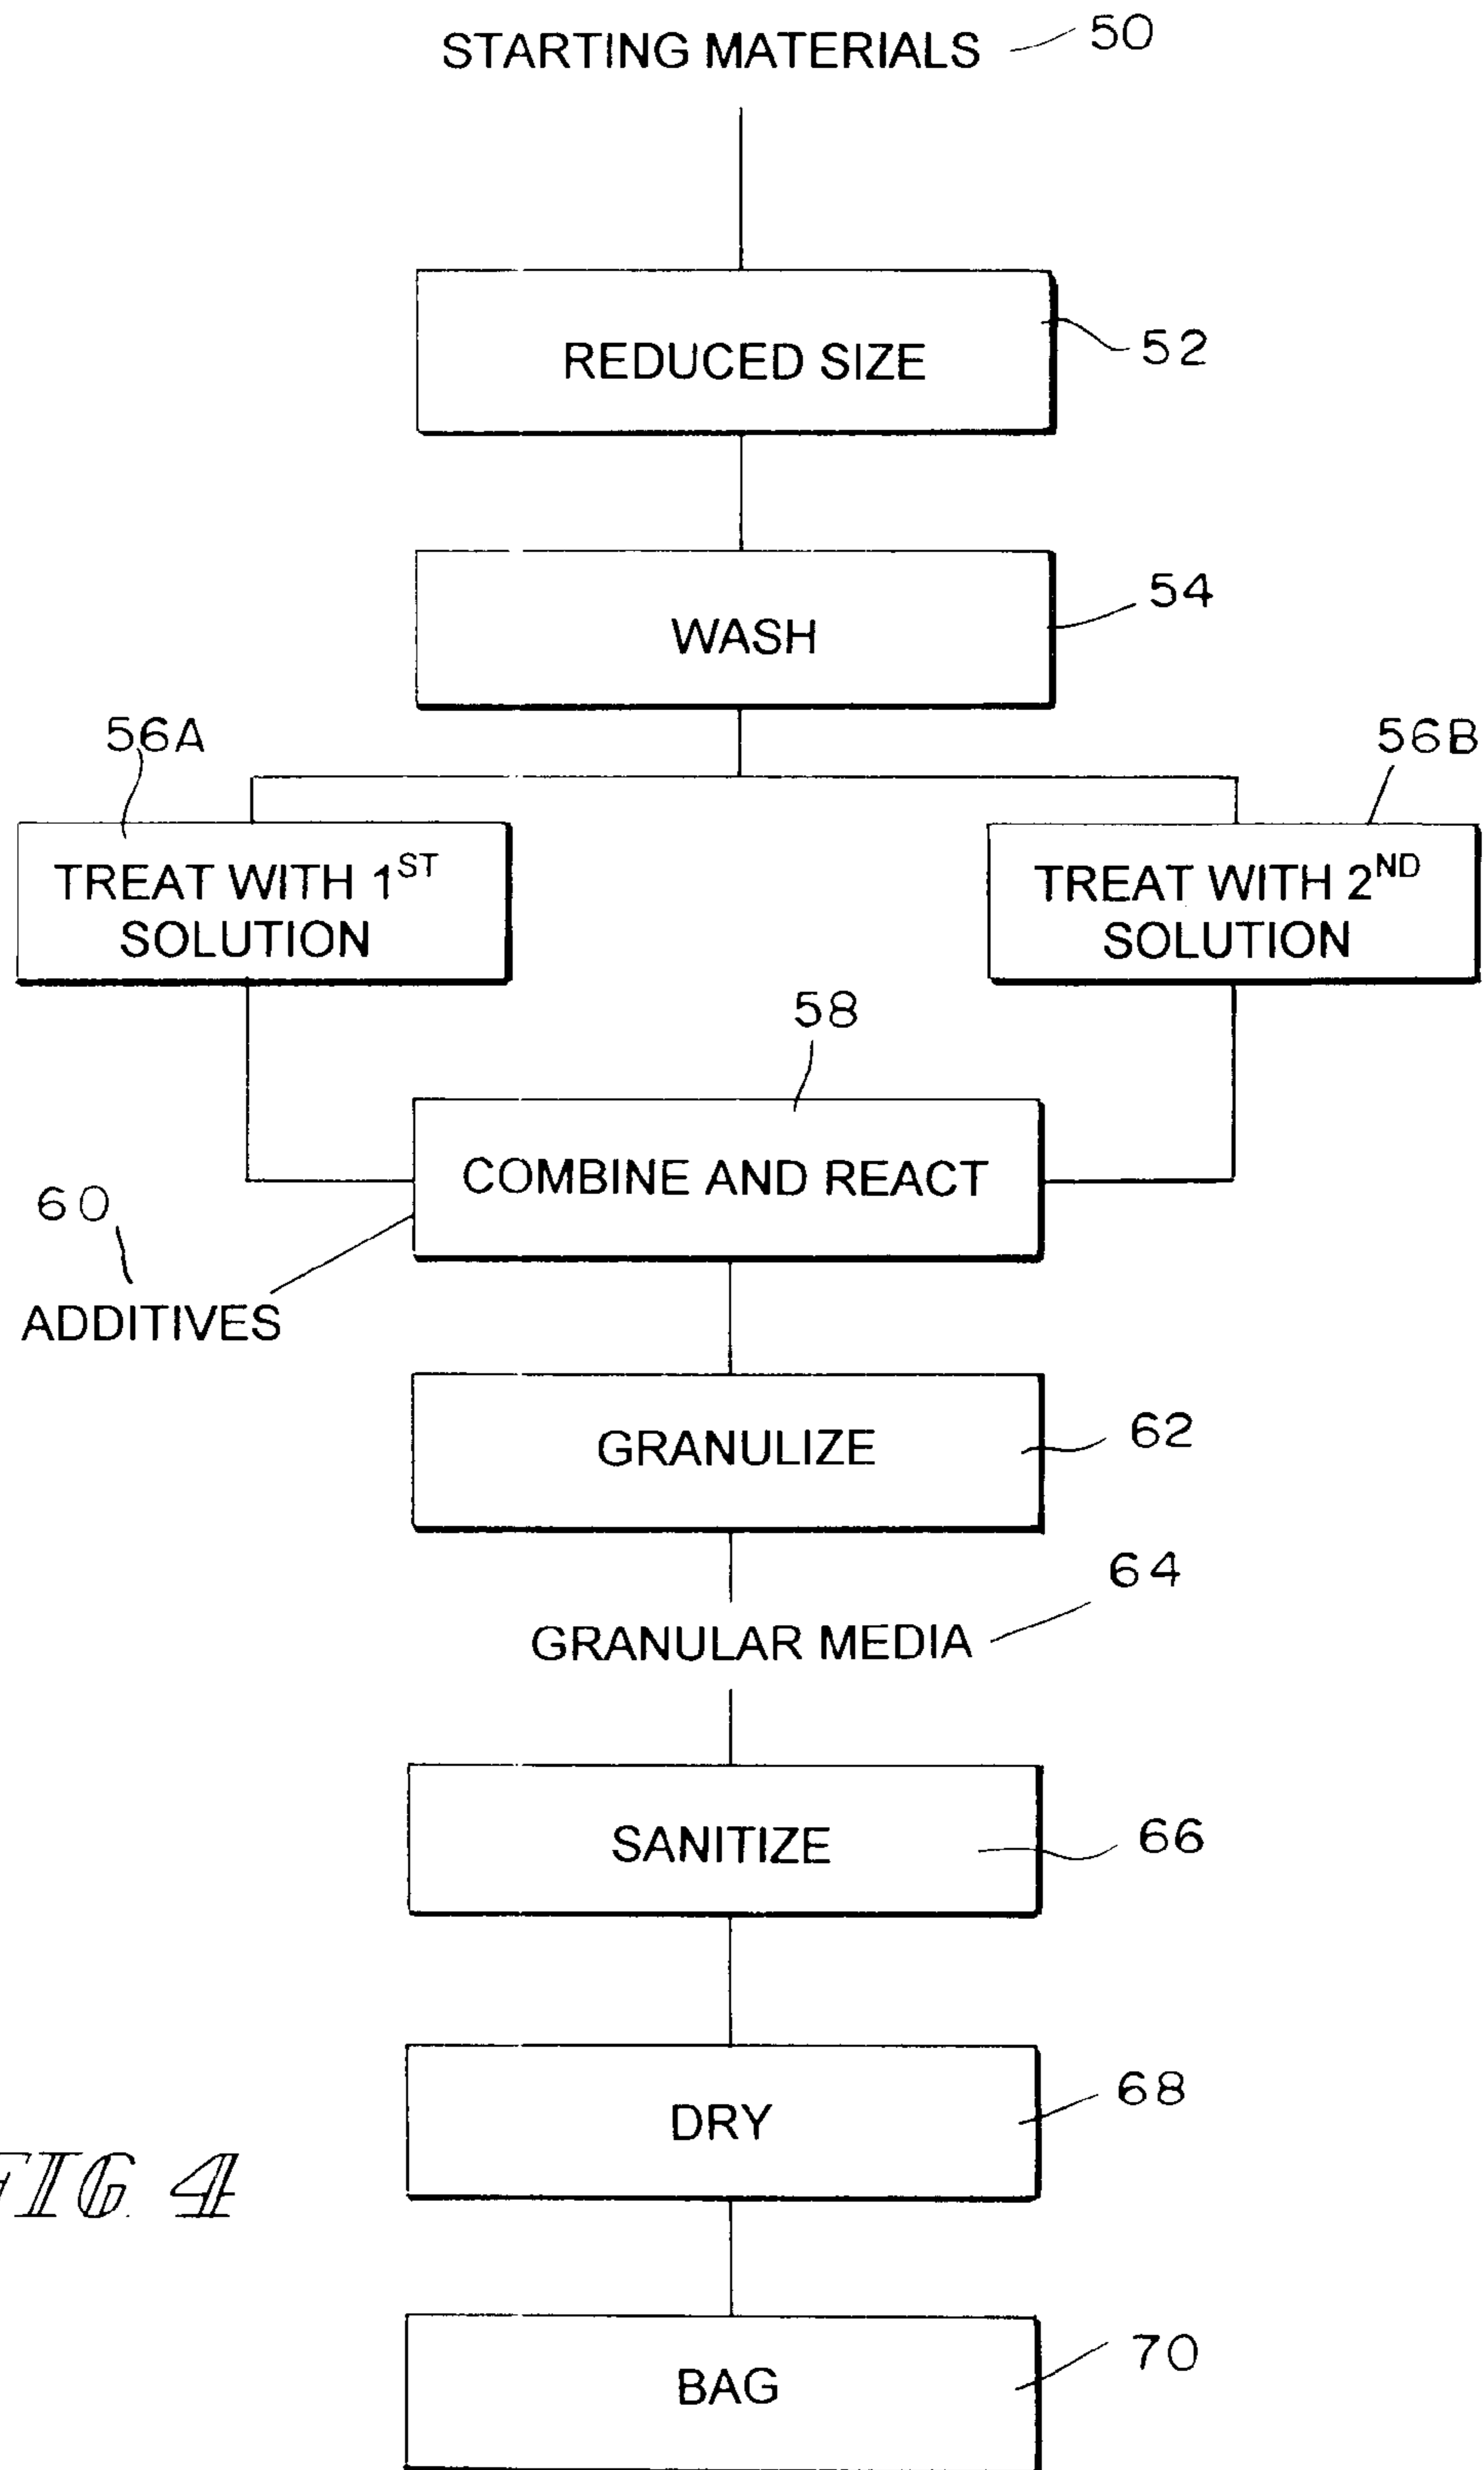 STARTING MATERIALS 50
REDUCED SIZE 52
WASH 54
56A
56B
TREAT WITH 1ST
SOLUTION
TREAT WITH 2ND
SOLUTION
58
COMBINE AND REACT
60
ADDITIVES
GRANULIZE 62
64
GRANULAR MEDIA
SANITIZE 66
DRY 68
FIG. 4
BAG 70